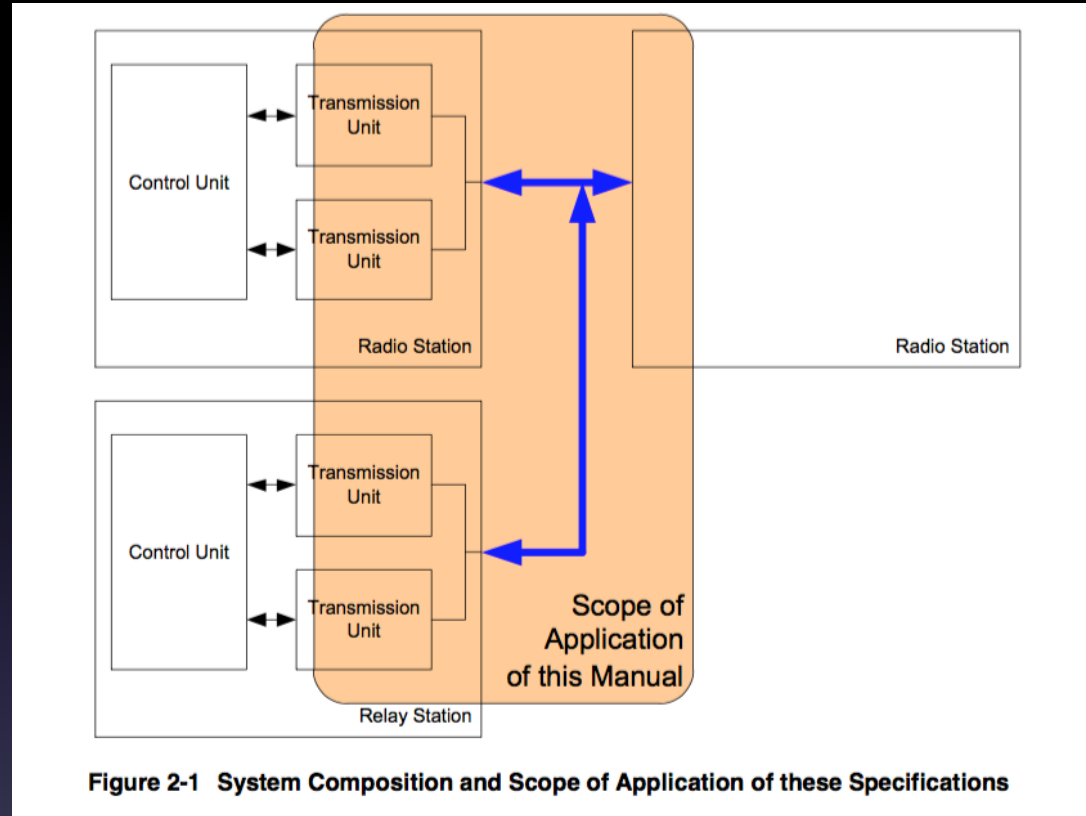 Control Unit
Transmission
Unit
Transmission
Unit
Radio Station
Radio Station
Control Unit
Transmission
Unit
Transmission
Unit
Relay Station
Scope of
Application
of this Manual
Figure 2-1 System Composition and Scope of Application of these Specifications